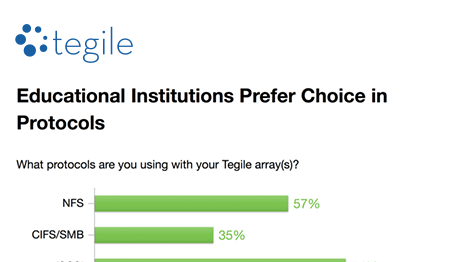 tegile
Educational Institutions Prefer Choice in
Protocols
What protocols are you using with your Tegile array(s)?
NFS
57%
CIFS/SMB
35%